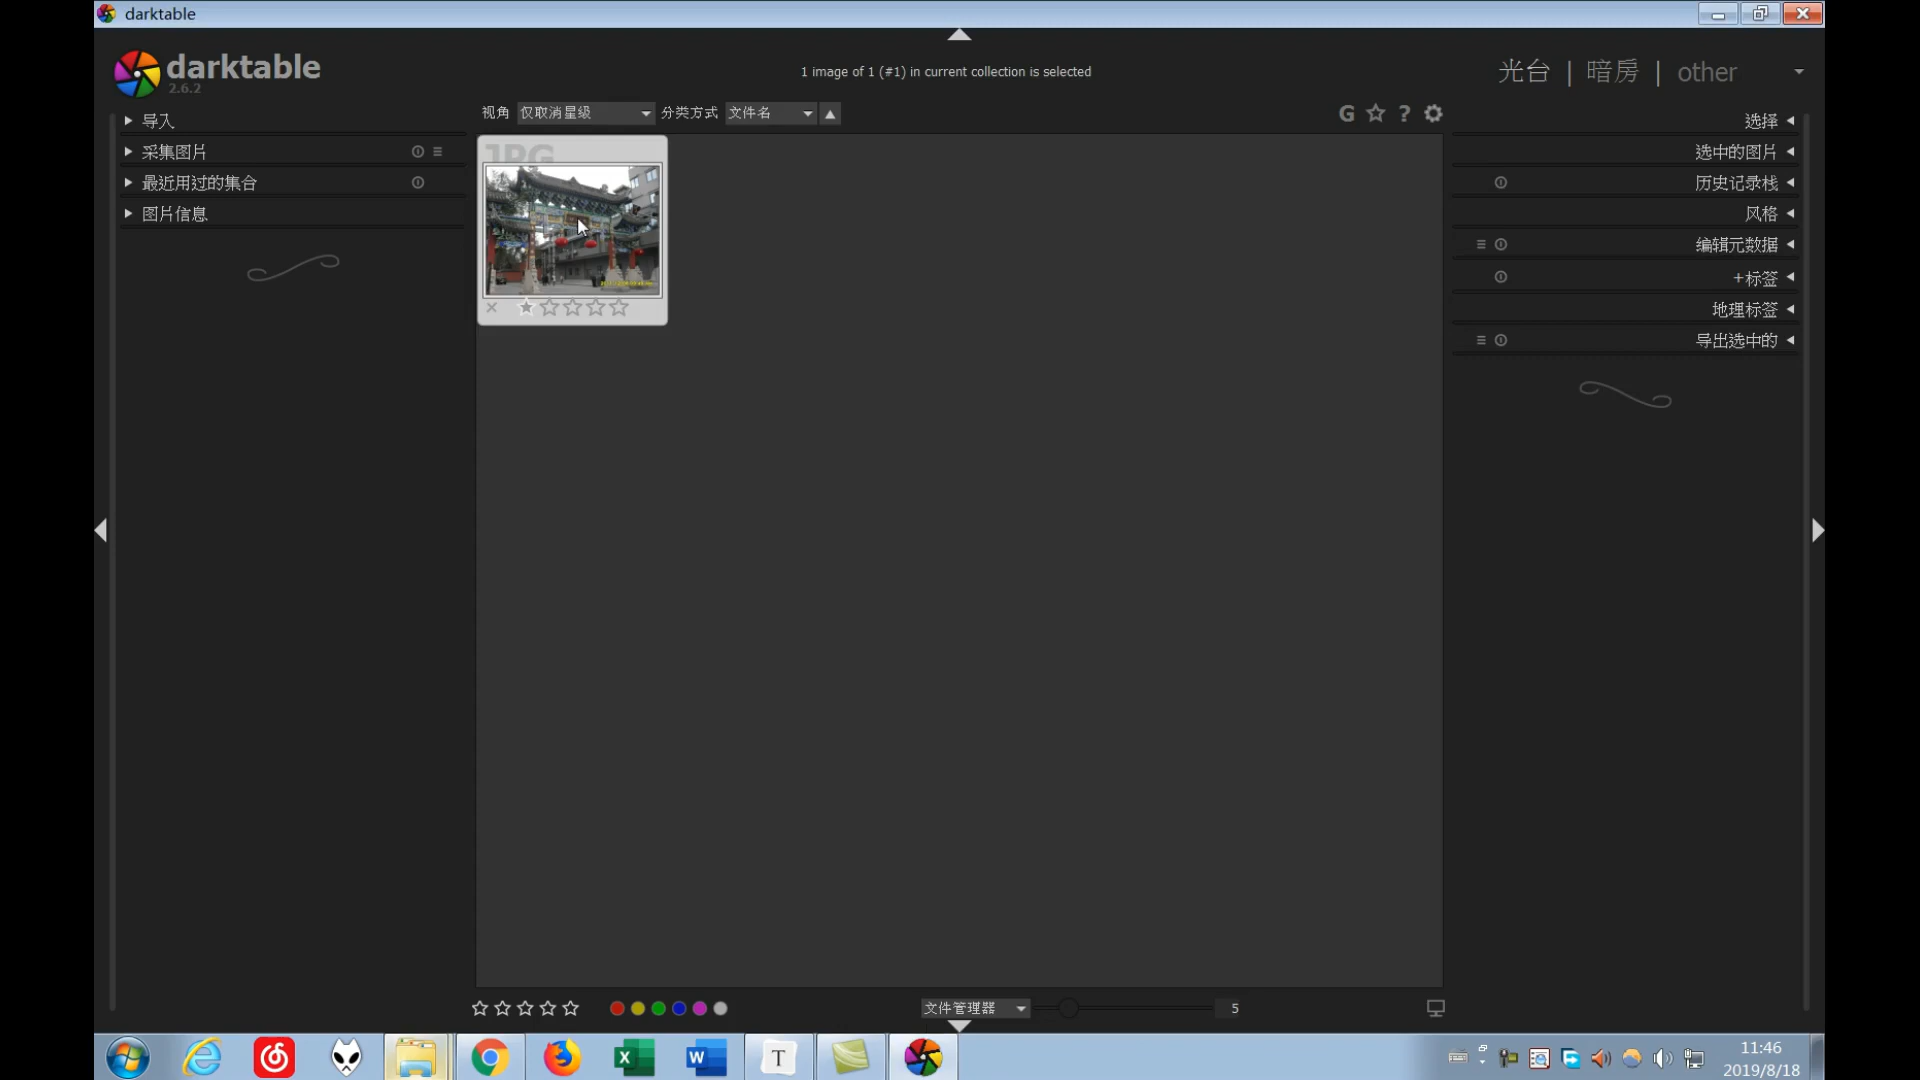 darktable
darktable
2.6.2
1 image of 1 (#1) in current collection is selected
光台 | 暗房 | other
视角 仅取消星级 分类方式 文件名
G ?
导入
采集图片
最近用过的集合
图片信息
JPG
选择
选中的图片
历史记录栈
风格
编辑元数据
+标签
地理标签
导出选中的
文件管理器 5
X W T
11:46
2019/8/18